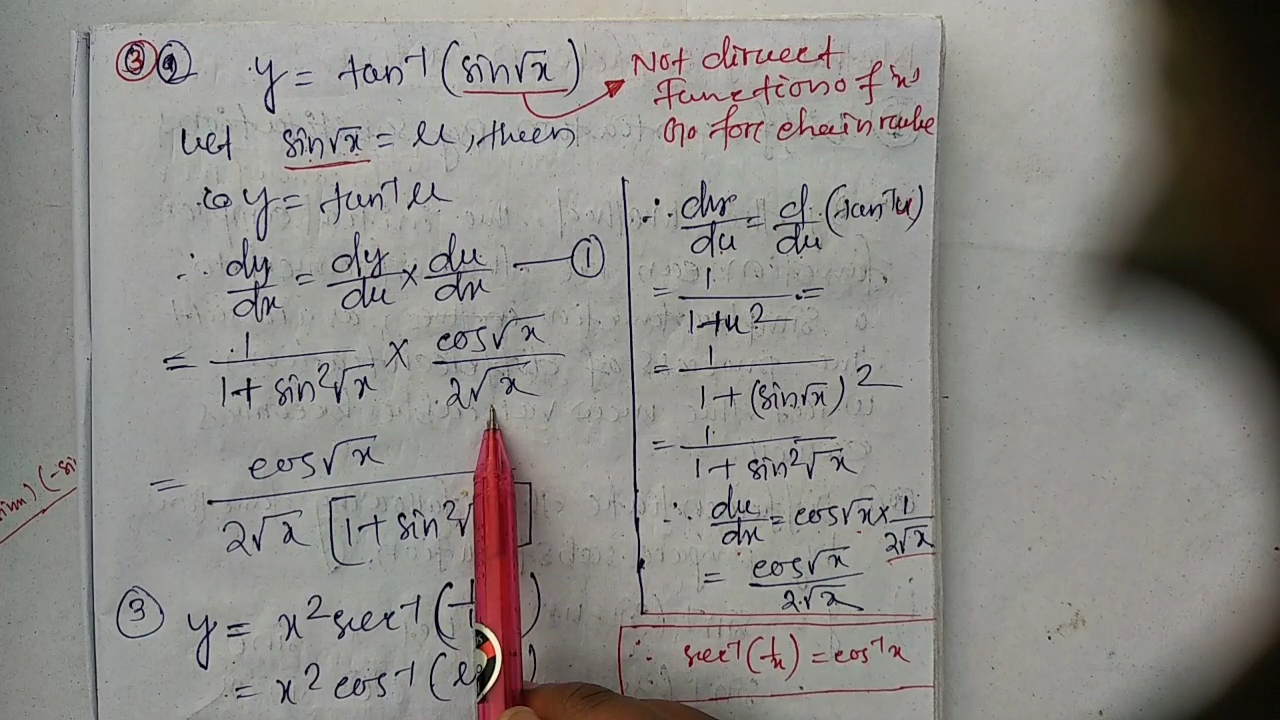 ③ ② y = tan⁻¹ (sin√x)
Not direct
Function of 'x'
Go for chain rule
Let sin√x = u, then
y = tan⁻¹ u
∴ dy/dx = dy/du × du/dx — ①
= 1/(1 + sin²√x) × cos√x/(2√x)
= cos√x/(2√x [1 + sin²√
③ y = x² sec⁻¹ (
= x² cos⁻¹ (
∴ dy/du = d/du (tan⁻¹ u)
= 1/(1+u²) =
= 1/(1 + (sin√x)²)
= 1/(1 + sin²√x)
∴ du/dx = cos√x × 1/(2√x)
= cos√x/(2√x)
∴ sec⁻¹(1/x) = cos⁻¹x